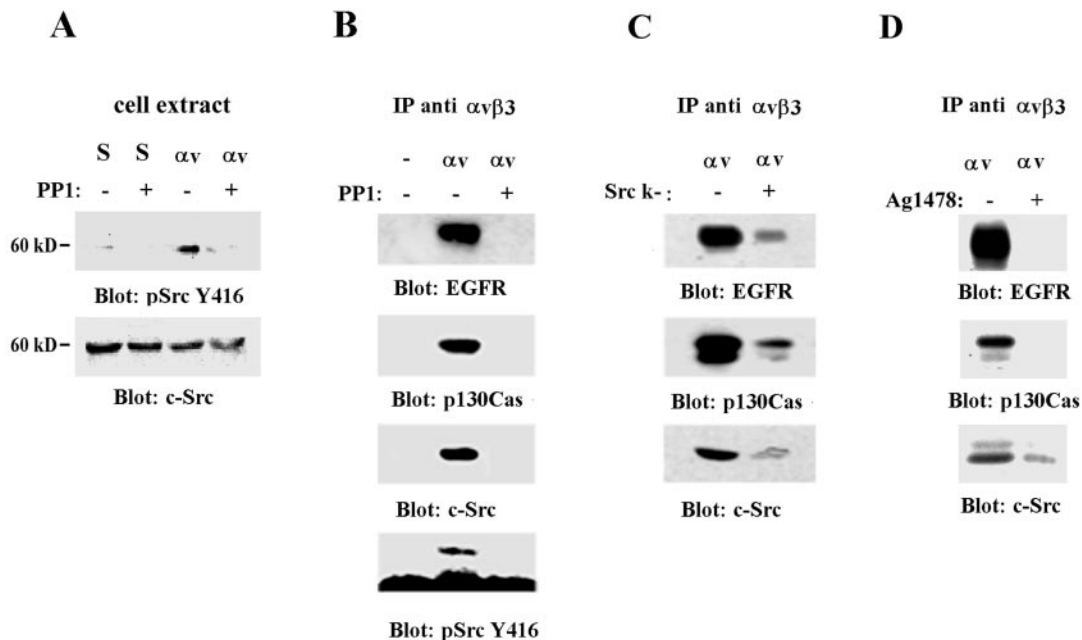 A
cell extract
S S αv αv
PP1: - + - +
60 kD
Blot: pSrc Y416
60 kD
Blot: c-Src
B
IP anti αvβ3
- αv αv
PP1: - - +
Blot: EGFR
Blot: p130Cas
Blot: c-Src
Blot: pSrc Y416
C
IP anti αvβ3
αv αv
Src k- : - +
Blot: EGFR
Blot: p130Cas
Blot: c-Src
D
IP anti αvβ3
αv αv
Ag1478: - +
Blot: EGFR
Blot: p130Cas
Blot: c-Src